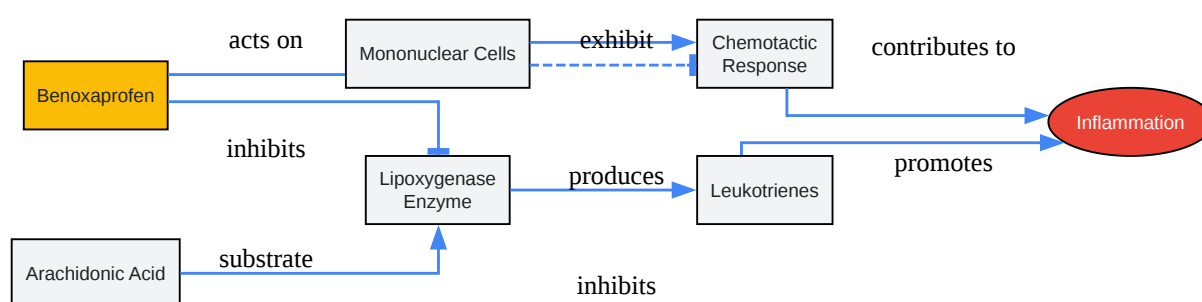 acts on
Mononuclear Cells
exhibit
Chemotactic
Response
contributes to
Benoxaprofen
Inflammation
inhibits
Lipoxygenase
Enzyme
produces
Leukotrienes
promotes
Arachidonic Acid
substrate
inhibits